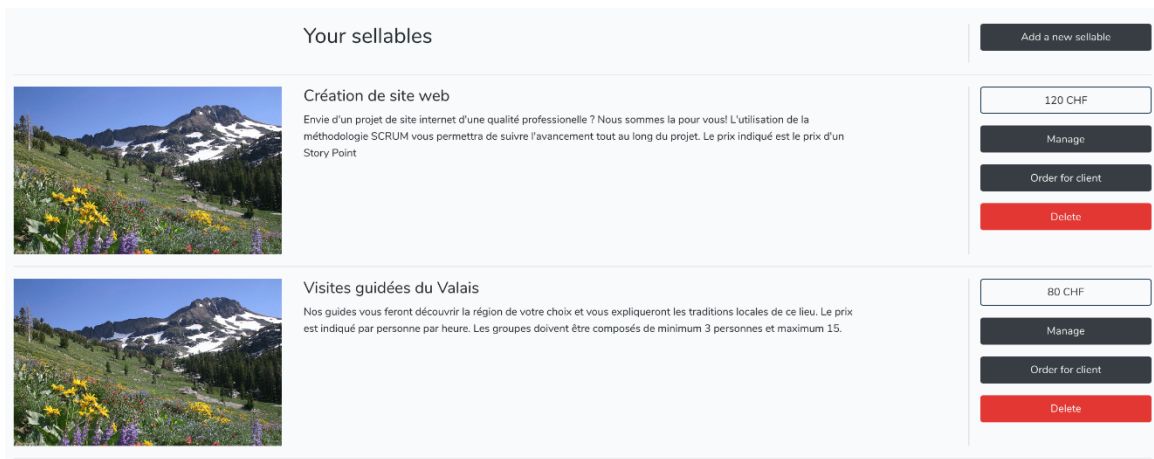 Your sellables
Add a new sellable
Création de site web
Envie d'un projet de site internet d'une qualité professionelle ? Nous sommes la pour vous! L'utilisation de la
méthodologie SCRUM vous permettra de suivre l'avancement tout au long du projet. Le prix indiqué est le prix d'un
Story Point
120 CHF
Manage
Order for client
Delete
Visites guidées du Valais
Nos guides vous feront découvrir la région de votre choix et vous expliqueront les traditions locales de ce lieu. Le prix
est indiqué par personne par heure. Les groupes doivent être composés de minimum 3 personnes et maximum 15.
80 CHF
Manage
Order for client
Delete